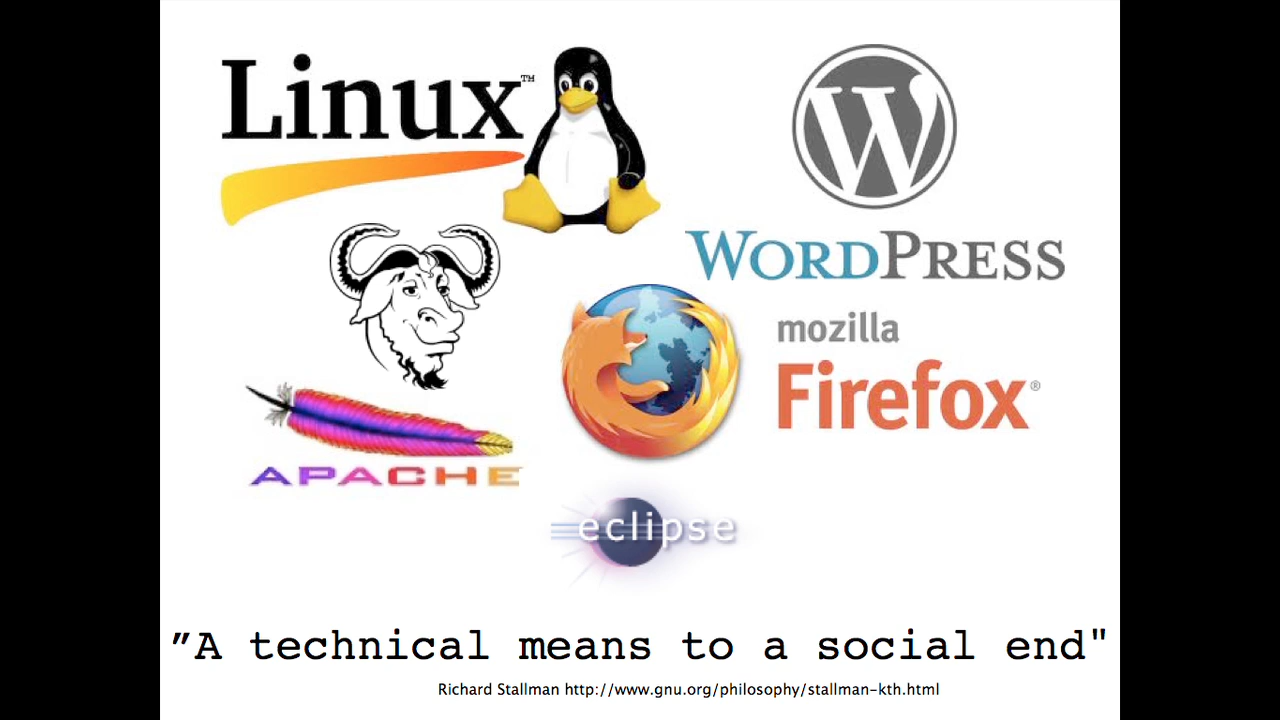 Linux™
W
WORDPRESS
mozilla
Firefox®
APACHE
eclipse
”A technical means to a social end"
Richard Stallman http://www.gnu.org/philosophy/stallman-kth.html